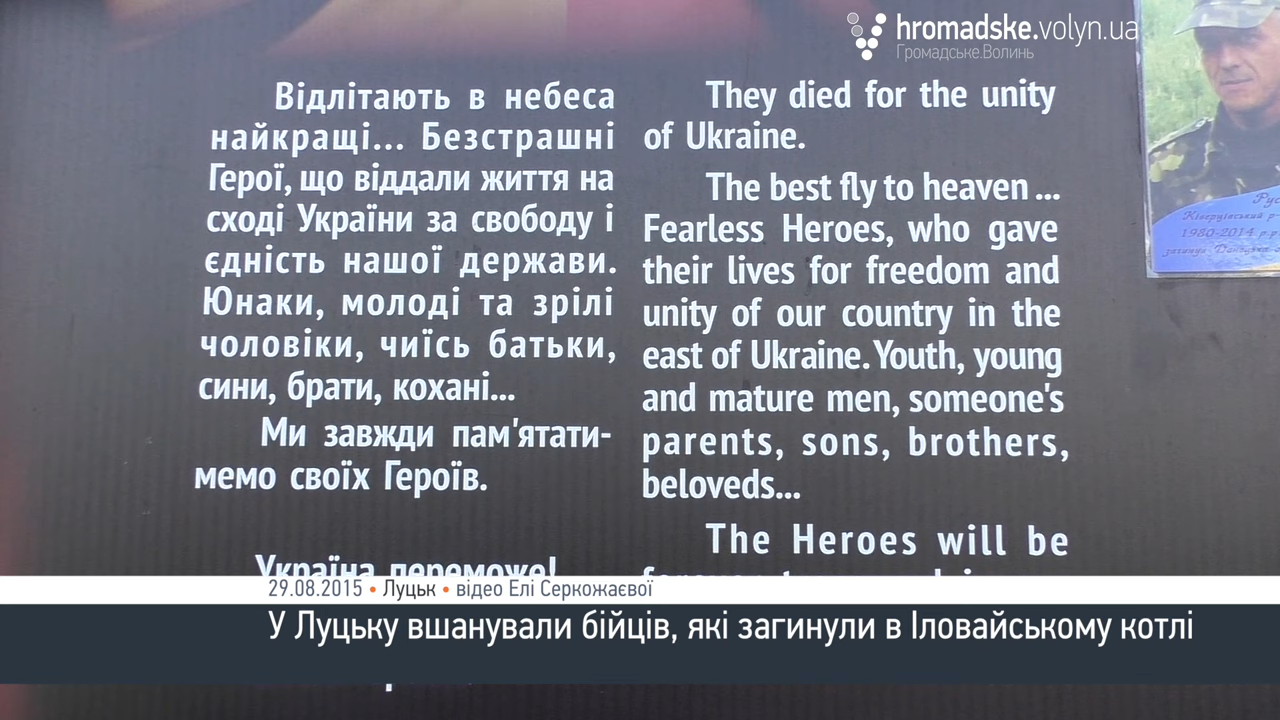 hromadske.volyn.ua
Громадське.Волинь
Відлітають в небеса
найкращі... Безстрашні
Герої, що віддали життя на
сході України за свободу і
єдність нашої держави.
Юнаки, молоді та зрілі
чоловіки, чиїсь батьки,
сини, брати, кохані...
Ми завжди пам'ятати-
мемо своїх Героїв.
Україна переможе!
They died for the unity
of Ukraine.
The best fly to heaven ...
Fearless Heroes, who gave
their lives for freedom and
unity of our country in the
east of Ukraine. Youth, young
and mature men, someone's
parents, sons, brothers,
beloveds...
The Heroes will be
Ківерцівський р
1980-2014 р.р.
29.08.2015 • Луцьк • відео Елі Серкожаєвої
У Луцьку вшанували бійців, які загинули в Іловайському котлі